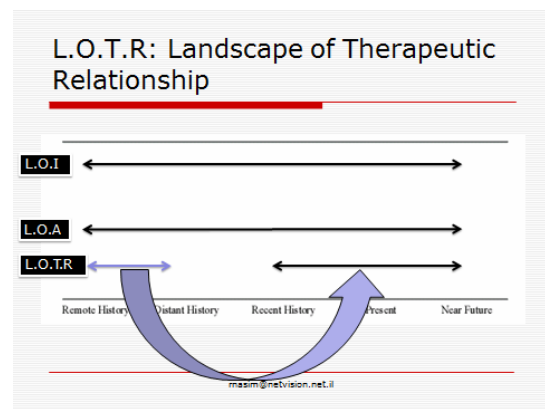 L.O.T.R: Landscape of Therapeutic
Relationship
L.O.I
L.O.A
L.O.T.R
Remote History Distant History Recent History Present Near Future
masim@netvision.net.il